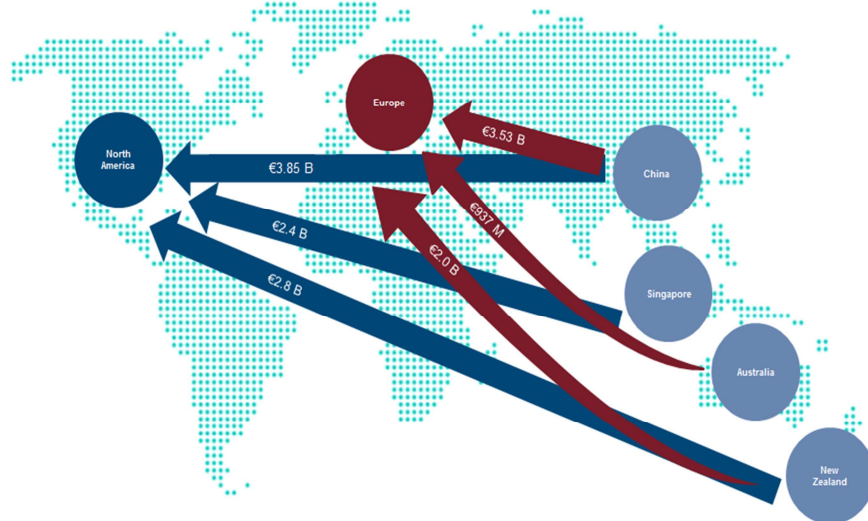 Europe
North
America
€3.53 B
China
€3.85 B
€937 M
€2.4 B
€2.0 B
€2.8 B
Singapore
Australia
New
Zealand